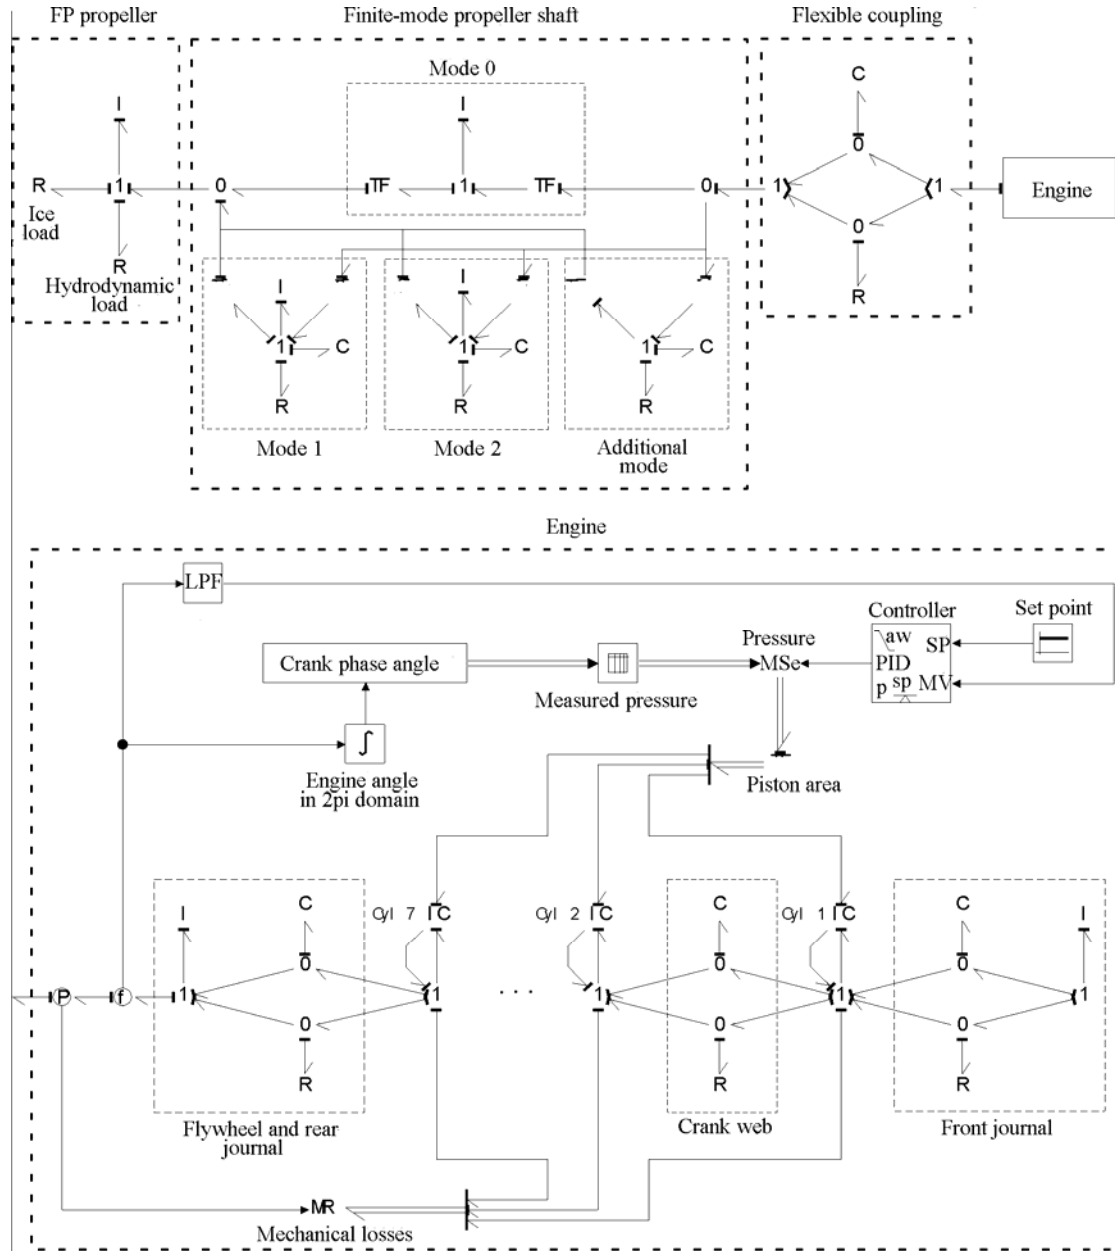 FP propeller
Finite-mode propeller shaft
Flexible coupling
Mode 0
C
I
I
0
R
1
0
TF
1
TF
0
1
1
Engine
Ice
load
0
R
Hydrodynamic
load
I
I
R
1
C
1
C
1
C
R
R
R
Mode 1
Mode 2
Additional
mode
Engine
LPF
Controller
Set point
aw
SP
PID
p
sp
MV
Pressure
MSe
Crank phase angle
Measured pressure
Engine angle
in 2pi domain
Piston area
I
C
Cyl 7
IC
Cyl 2
IC
C
Cyl 1
IC
C
I
0
0
0
P
f
1
1
. . .
1
1
1
0
0
0
R
R
R
Flywheel and rear
journal
Crank web
Front journal
MR
Mechanical losses